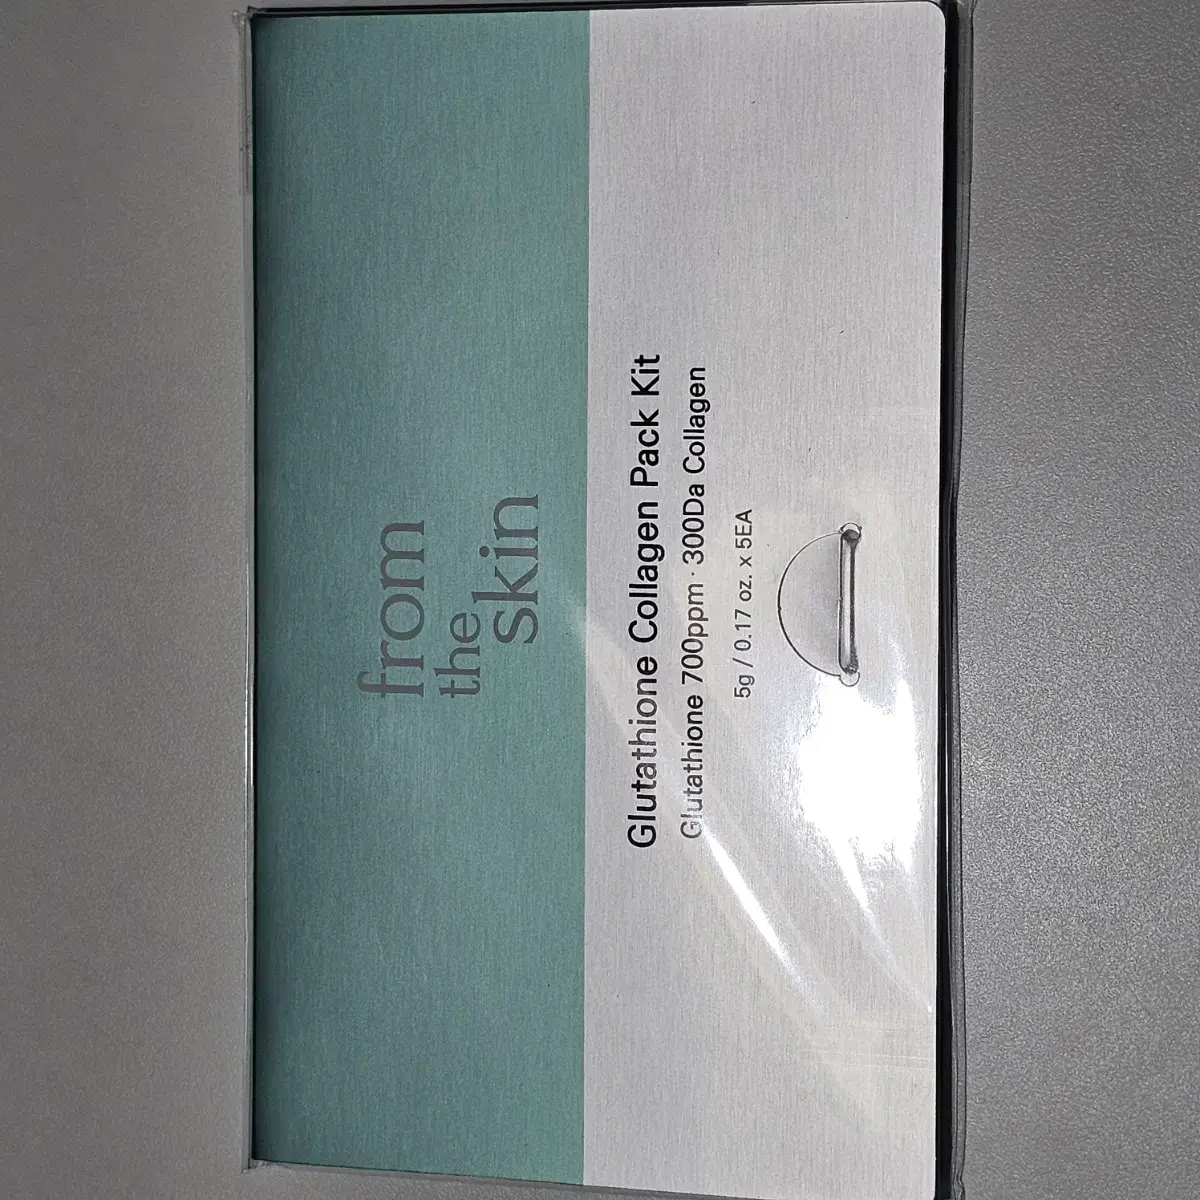 from
the
skin
Glutathione Collagen Pack Kit
Glutathione 700ppm · 300Da Collagen
5g / 0.17 oz. x 5EA